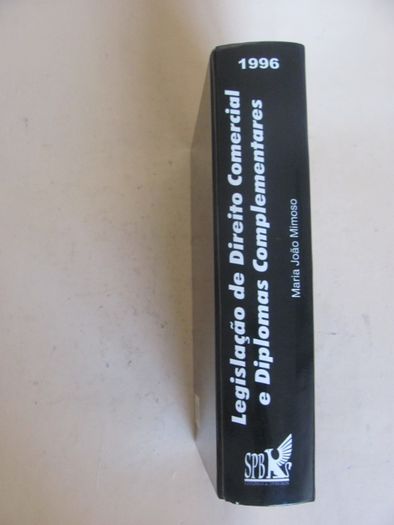 1996
Legislação de Direito Comercial
e Diplomas Complementares
Maria João Mimoso
SPB